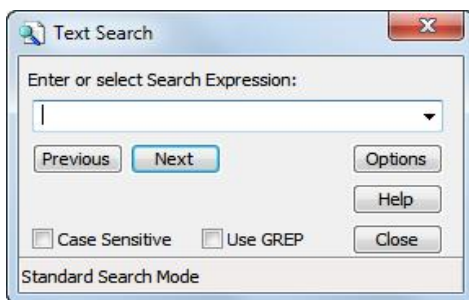 Text Search
Enter or select Search Expression:
Previous Next Options
Help
Case Sensitive Use GREP Close
Standard Search Mode